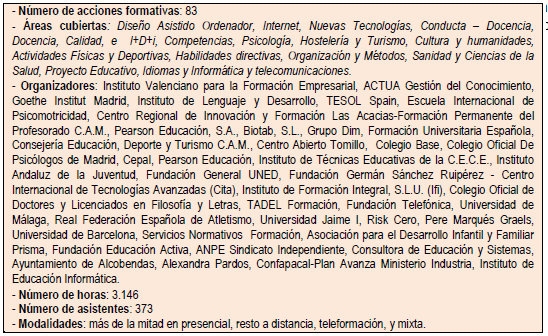 - Número de acciones formativas: 83
- Áreas cubiertas: Diseño Asistido Ordenador, Internet, Nuevas Tecnologías, Conducta – Docencia,
Docencia, Calidad, e I+D+i, Competencias, Psicología, Hostelería y Turismo, Cultura y humanidades,
Actividades Físicas y Deportivas, Habilidades directivas, Organización y Métodos, Sanidad y Ciencias de
la Salud, Proyecto Educativo, Idiomas y Informática y telecomunicaciones.
- Organizadores: Instituto Valenciano para la Formación Empresarial, ACTUA Gestión del Conocimiento,
Goethe Institut Madrid, Instituto de Lenguaje y Desarrollo, TESOL Spain, Escuela Internacional de
Psicomotricidad, Centro Regional de Innovación y Formación Las Acacias-Formación Permanente del
Profesorado C.A.M., Pearson Educación, S.A., Biotab, S.L., Grupo Dim, Formación Universitaria Española,
Consejería Educación, Deporte y Turismo C.A.M., Centro Abierto Tomillo, Colegio Base, Colegio Oficial De
Psicólogos de Madrid, Cepal, Pearson Educación, Instituto de Técnicas Educativas de la C.E.C.E., Instituto
Andaluz de la Juventud, Fundación General UNED, Fundación Germán Sánchez Ruipérez - Centro
Internacional de Tecnologías Avanzadas (Cita), Instituto de Formación Integral, S.L.U. (Ifi), Colegio Oficial de
Doctores y Licenciados en Filosofía y Letras, TADEL Formación, Fundación Telefónica, Universidad de
Málaga, Real Federación Española de Atletismo, Universidad Jaime I, Risk Cero, Pere Marqués Graels,
Universidad de Barcelona, Servicios Normativos Formación, Asociación para el Desarrollo Infantil y Familiar
Prisma, Fundación Educación Activa, ANPE Sindicato Independiente, Consultora de Educación y Sistemas,
Ayuntamiento de Alcobendas, Alexandra Pardos, Confapacal-Plan Avanza Ministerio Industria, Instituto de
Educación Informática.
- Número de horas: 3.146
- Número de asistentes: 373
- Modalidades: más de la mitad en presencial, resto a distancia, teleformación, y mixta.